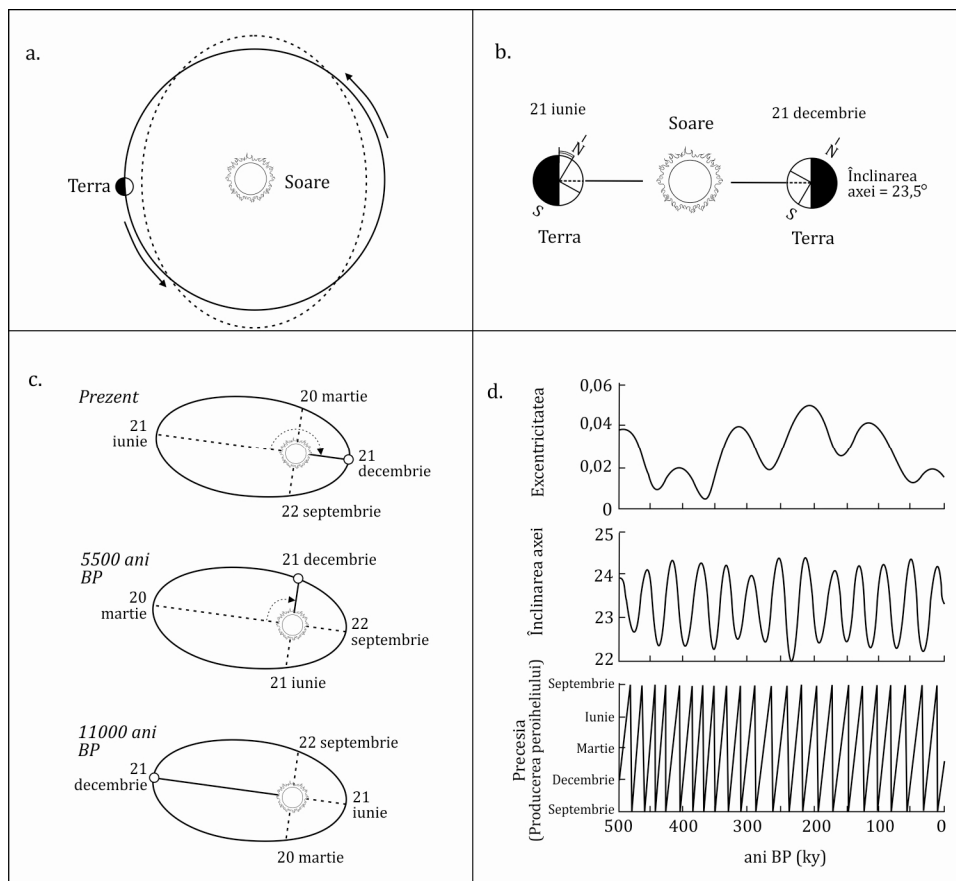 a.
Terra
Soare
b.
21 iunie
Soare
21 decembrie
N
N
Înclinarea
axei = 23,5°
S
S
Terra
Terra
c.
Prezent
20 martie
21
iunie
21
decembrie
22 septembrie
5500 ani
BP
21 decembrie
20
martie
22
septembrie
21 iunie
11000 ani
BP
22 septembrie
21
decembrie
21
iunie
20 martie
d.
Excentricitatea
0,06
0,04
0,02
0
Înclinarea axei
25
24
23
22
Precesia
(Producerea peroiheliului)
Septembrie
Iunie
Martie
Decembrie
Septembrie
500 400 300 200 100 0
ani BP (ky)